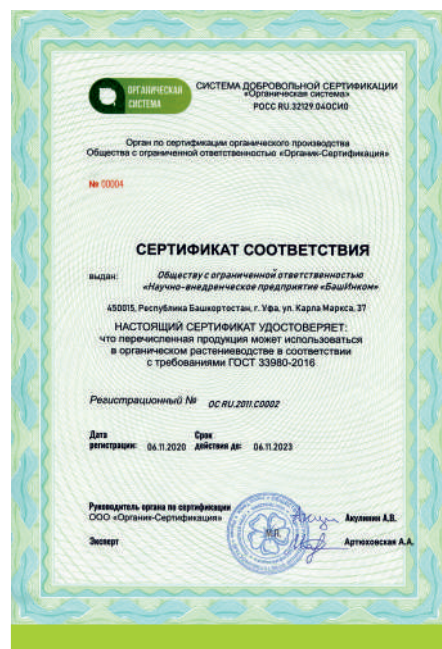 ОРГАНИЧЕСКАЯ
СИСТЕМА
СИСТЕМА ДОБРОВОЛЬНОЙ СЕРТИФИКАЦИИ
«Органическая система»
РОСС RU.32129.04ОСИ0
Орган по сертификации органического производства
Общества с ограниченной ответственностью «Органик-Сертификация»
№ 00004
СЕРТИФИКАТ СООТВЕТСТВИЯ
выдан: Обществу с ограниченной ответственностью
«Научно-внедренческое предприятие «БашИнком»
450015, Республика Башкортостан, г. Уфа, ул. Карла Маркса, 37
НАСТОЯЩИЙ СЕРТИФИКАТ УДОСТОВЕРЯЕТ:
что перечисленная продукция может использоваться
в органическом растениеводстве в соответствии
с требованиями ГОСТ 33980-2016
Регистрационный № ОС RU.2011.С0002
Дата регистрации: 06.11.2020 Срок действия до: 06.11.2023
Руководитель органа по сертификации
ООО «Органик-Сертификация» Акулинин А.В.
М.П.
Эксперт Артюховская А.А.